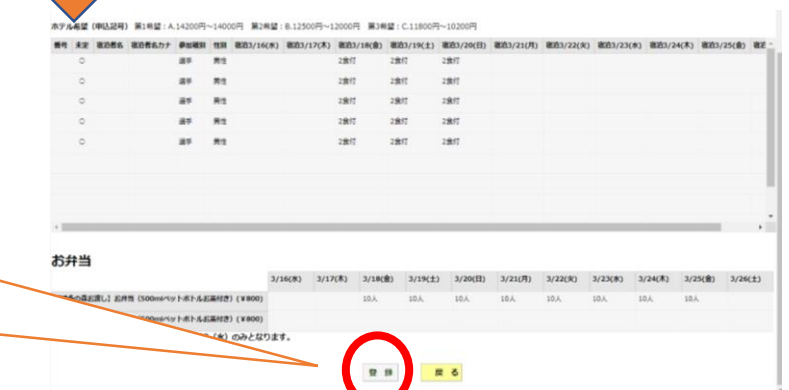 ホテル希望（申込記号） 第1希望：A.14200円～14000円 第2希望：B.12500円～12000円 第3希望：C.11800円～10200円
番号 未定 宿泊者名 宿泊者名カナ 参加種別 性別 宿泊3/16(水) 宿泊3/17(木) 宿泊3/18(金) 宿泊3/19(土) 宿泊3/20(日) 宿泊3/21(月) 宿泊3/22(火) 宿泊3/23(水) 宿泊3/24(木) 宿泊3/25(金)
○ 選手 男性 2食付 2食付 2食付
○ 選手 男性 2食付 2食付 2食付
○ 選手 男性 2食付 2食付 2食付
○ 選手 男性 2食付 2食付 2食付
○ 選手 男性 2食付 2食付 2食付
お弁当
3/16(水) 3/17(木) 3/18(金) 3/19(土) 3/20(日) 3/21(月) 3/22(火) 3/23(水) 3/24(木) 3/25(金) 3/26(土)
お弁当（500mlペットボトルお茶付き）(￥800) 10人 10人 10人 10人 10人 10人 10人 10人
（500mlペットボトルお茶付き）(￥800)
（水）のみとなります。
登 録 戻 る